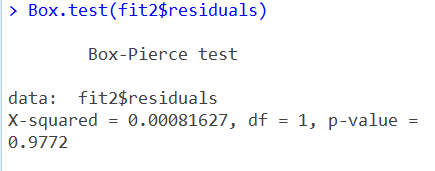 > Box.test(fit2$residuals)
Box-Pierce test
data:  fit2$residuals
X-squared = 0.00081627, df = 1, p-value =
0.9772